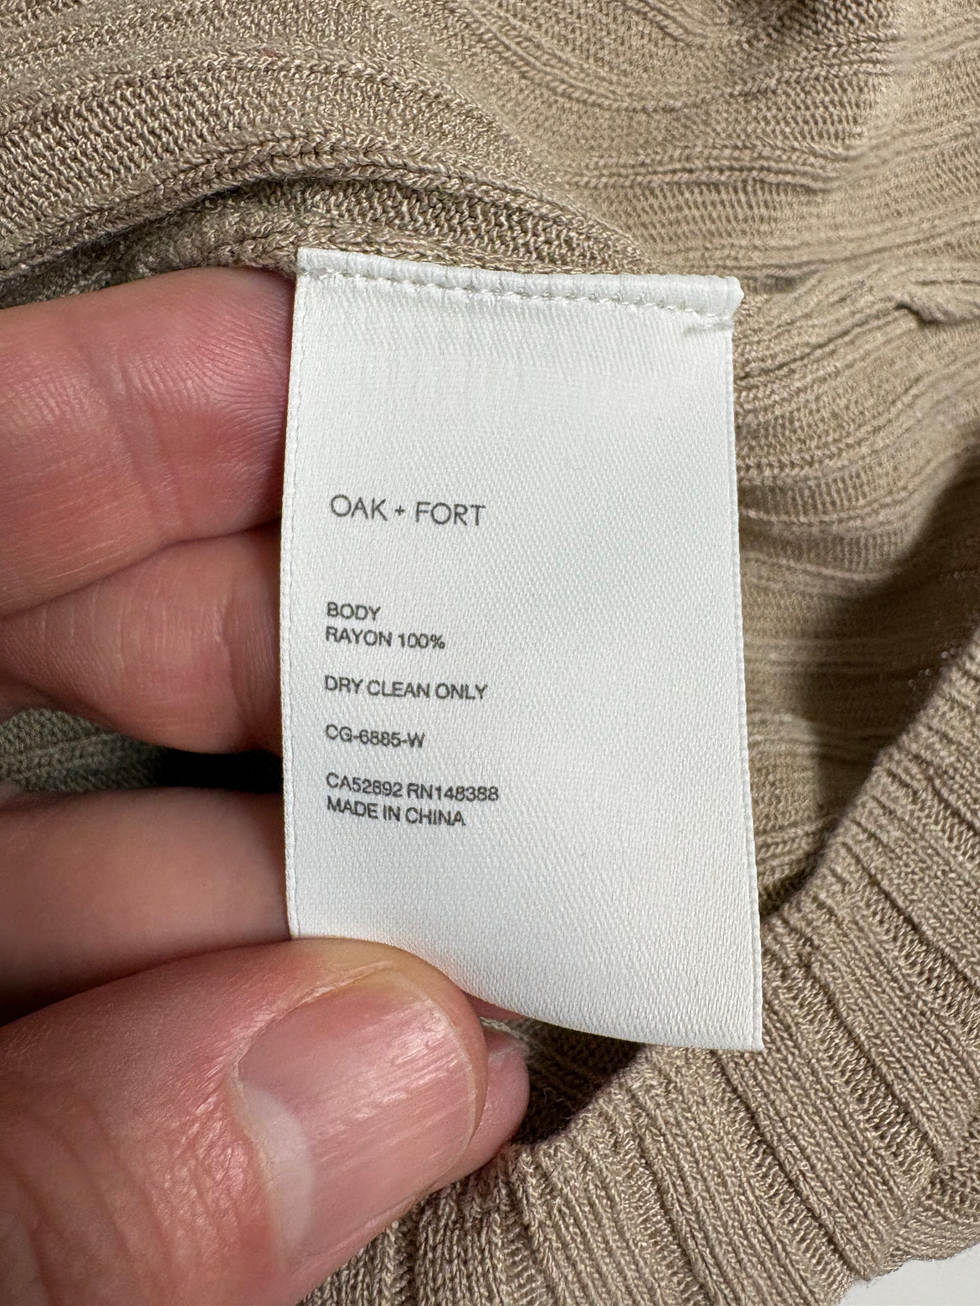 OAK + FORT
BODY
RAYON 100%
DRY CLEAN ONLY
CG-6885-W
CA52892 RN148388
MADE IN CHINA